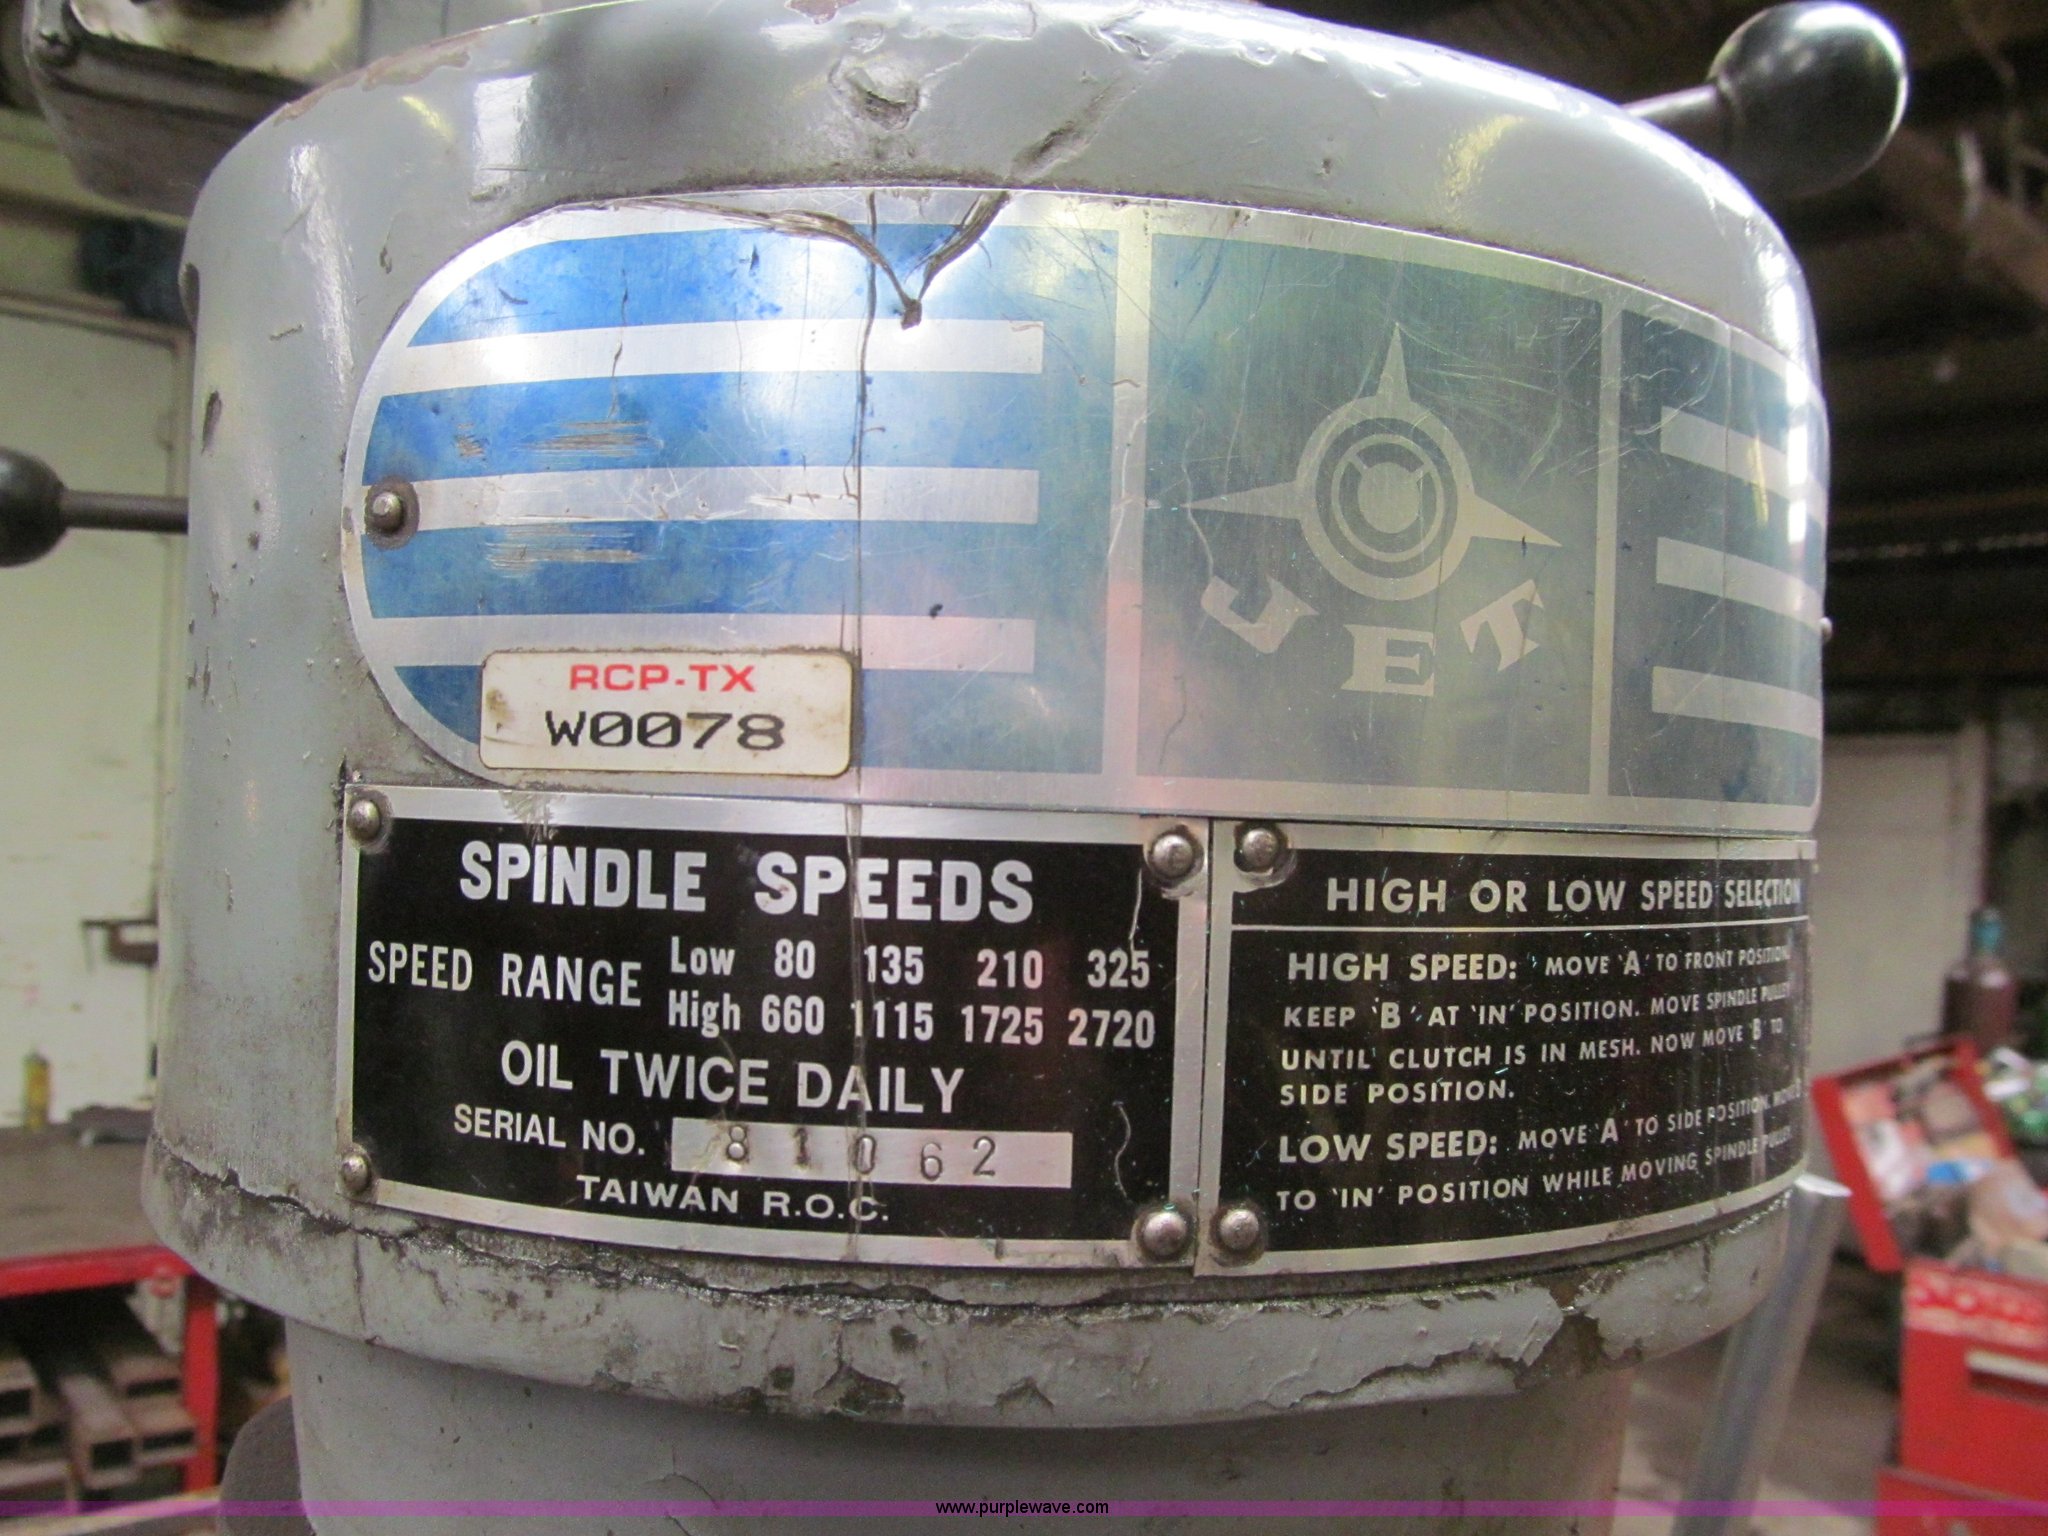 JET
RCP-TX
W0078
SPINDLE SPEEDS
SPEED RANGE
Low 80 135 210 325
High 660 1115 1725 2720
OIL TWICE DAILY
SERIAL NO. 81062
TAIWAN R.O.C.
HIGH OR LOW SPEED SELECTION
HIGH SPEED: MOVE 'A' TO FRONT POSITION.
KEEP 'B' AT 'IN' POSITION. MOVE SPINDLE PULLEY
UNTIL CLUTCH IS IN MESH. NOW MOVE 'B' TO
SIDE POSITION.
LOW SPEED: MOVE 'A' TO SIDE POSITION.
TO 'IN' POSITION WHILE MOVING SPINDLE PULLEY
www.purplewave.com